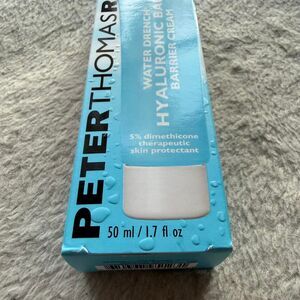 PETERTHOMASR
WATER DRENCH
HYALURONIC
BARRIER CREAM
5% dimethicone
therapeutic
skin protectant
50 ml / 1.7 fl oz